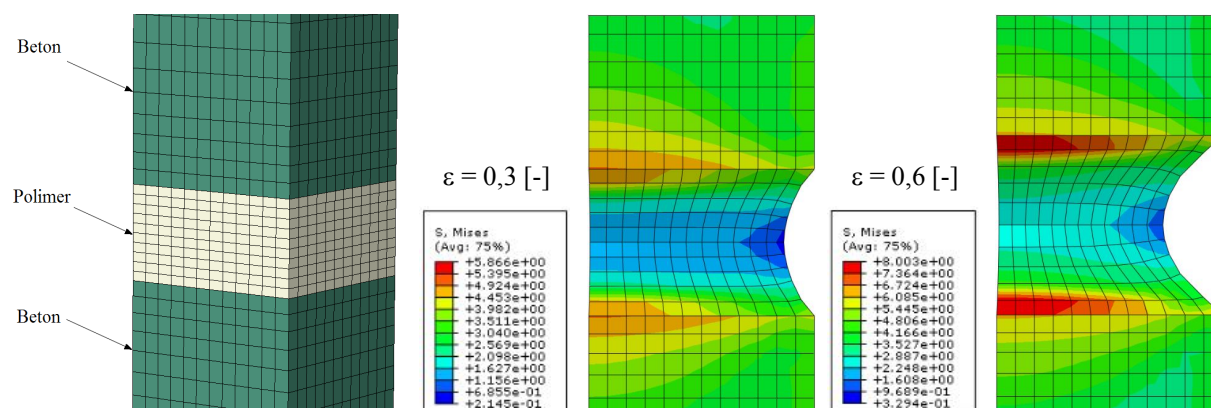 Beton
Polimer
Beton
ε = 0,3 [-]
S, Mises
(Avg: 75%)
+5.866e+00
+5.395e+00
+4.924e+00
+4.453e+00
+3.982e+00
+3.511e+00
+3.040e+00
+2.569e+00
+2.098e+00
+1.627e+00
+1.156e+00
+6.855e-01
+2.145e-01
ε = 0,6 [-]
S, Mises
(Avg: 75%)
+8.003e+00
+7.364e+00
+6.724e+00
+6.085e+00
+5.445e+00
+4.806e+00
+4.166e+00
+3.527e+00
+2.887e+00
+2.248e+00
+1.608e+00
+9.689e-01
+3.294e-01